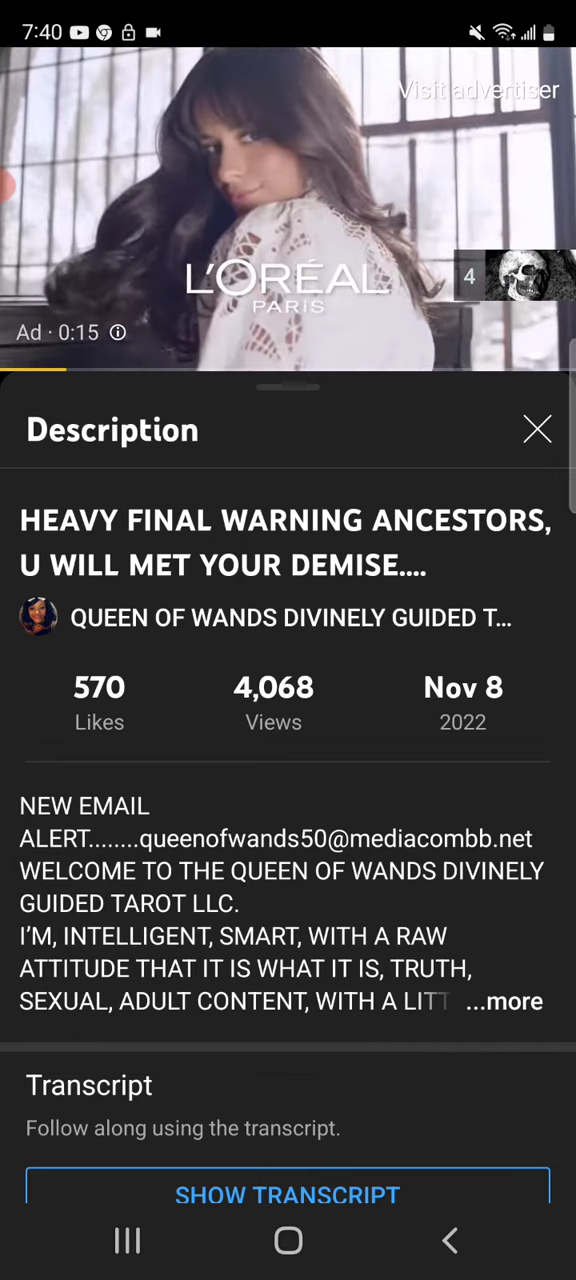 7:40
Visit advertiser
L'ORÉAL
PARIS
4
Ad · 0:15
Description
HEAVY FINAL WARNING ANCESTORS,
U WILL MET YOUR DEMISE....
QUEEN OF WANDS DIVINELY GUIDED T...
570 4,068 Nov 8
Likes Views 2022
NEW EMAIL
ALERT........queenofwands50@mediacombb.net
WELCOME TO THE QUEEN OF WANDS DIVINELY
GUIDED TAROT LLC.
I'M, INTELLIGENT, SMART, WITH A RAW
ATTITUDE THAT IT IS WHAT IT IS, TRUTH,
SEXUAL, ADULT CONTENT, WITH A LITT ...more
Transcript
Follow along using the transcript.
SHOW TRANSCRIPT